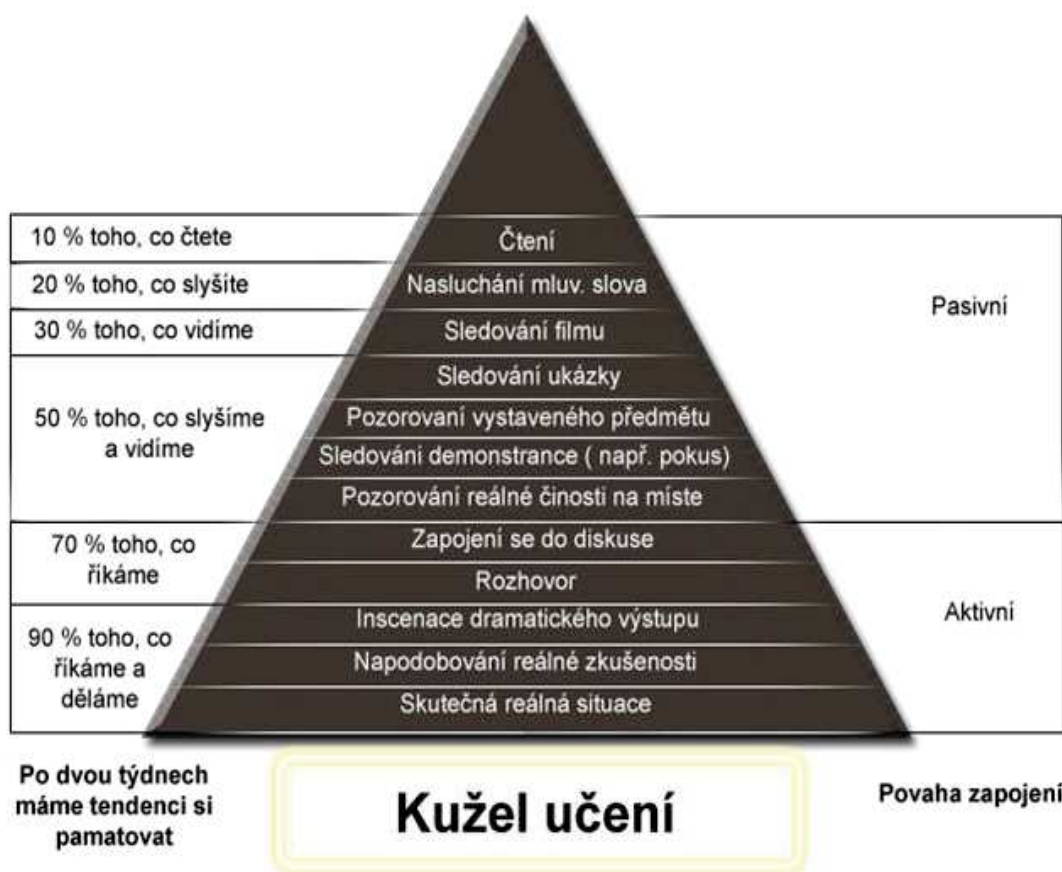 10 % toho, co čtete
Čtení
20 % toho, co slyšíte
Nasluchání mluv. slova
30 % toho, co vidíme
Sledování filmu
Pasivní
50 % toho, co slyšíme
a vidíme
Sledování ukázky
Pozorovaní vystaveného předmětu
Sledování demonstrance ( např. pokus)
Pozorování reálné činosti na míste
70 % toho, co
říkáme
Zapojení se do diskuse
Rozhovor
90 % toho, co
říkáme a
děláme
Inscenace dramatického výstupu
Napodobování reálné zkušenosti
Skutečná reálná situace
Aktivní
Po dvou týdnech
máme tendenci si
pamatovat
Kužel učení
Povaha zapojení